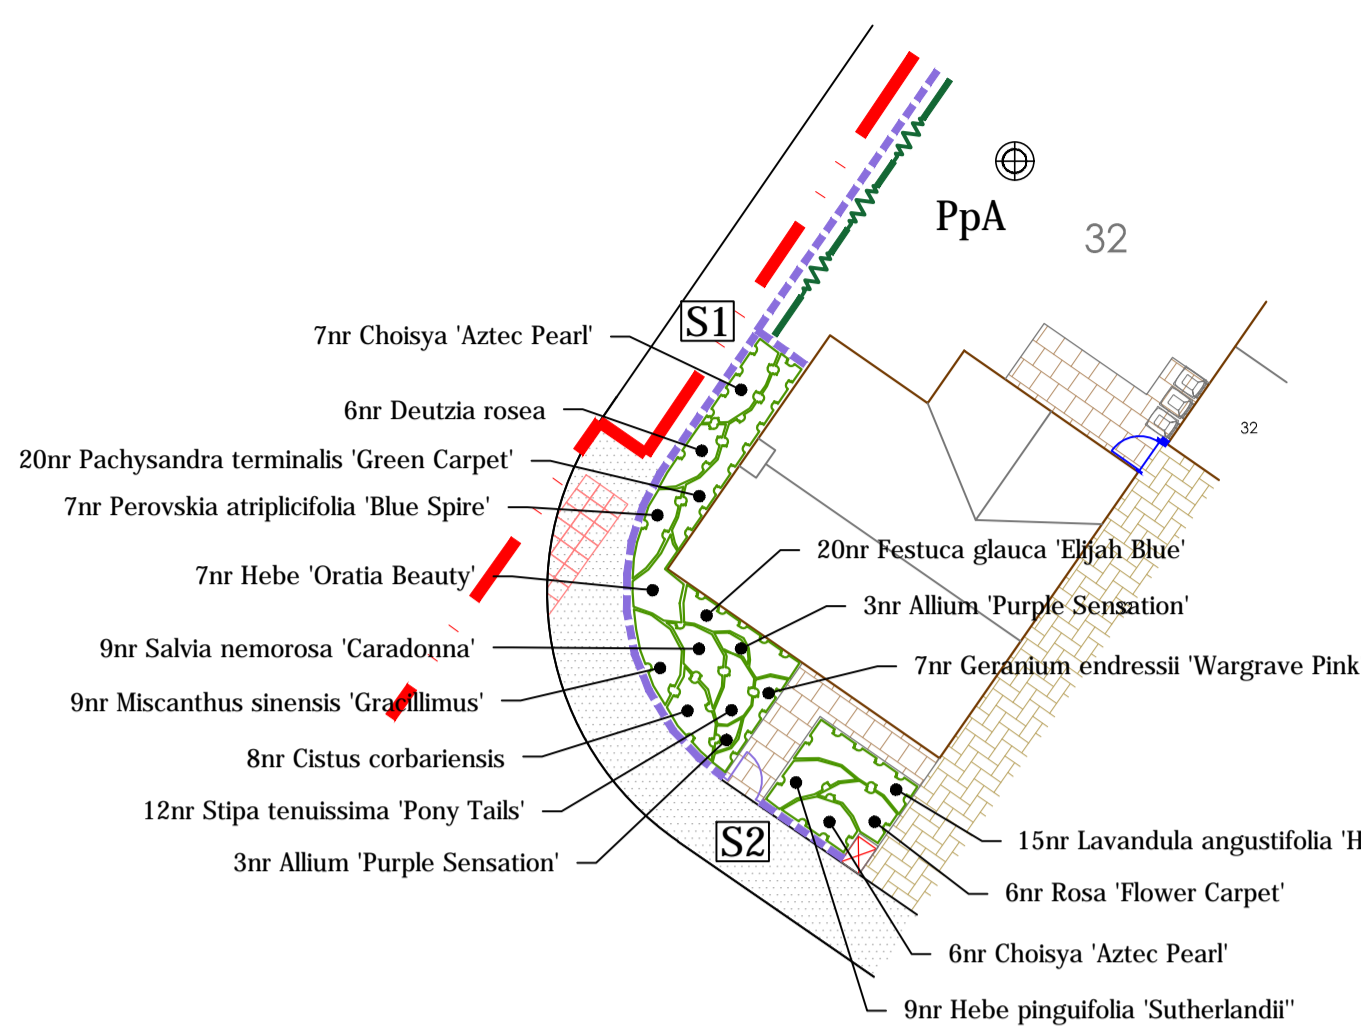 PpA
32
S1
7nr Choisya 'Aztec Pearl'
6nr Deutzia rosea
20nr Pachysandra terminalis 'Green Carpet'
7nr Perovskia atriplicifolia 'Blue Spire'
7nr Hebe 'Oratia Beauty'
9nr Salvia nemorosa 'Caradonna'
9nr Miscanthus sinensis 'Gracillimus'
8nr Cistus corbariensis
12nr Stipa tenuissima 'Pony Tails'
3nr Allium 'Purple Sensation'
32
20nr Festuca glauca 'Elijah Blue'
3nr Allium 'Purple Sensation'
7nr Geranium endressii 'Wargrave Pink
S2
15nr Lavandula angustifolia 'H
6nr Rosa 'Flower Carpet'
6nr Choisya 'Aztec Pearl'
9nr Hebe pinguifolia 'Sutherlandii''